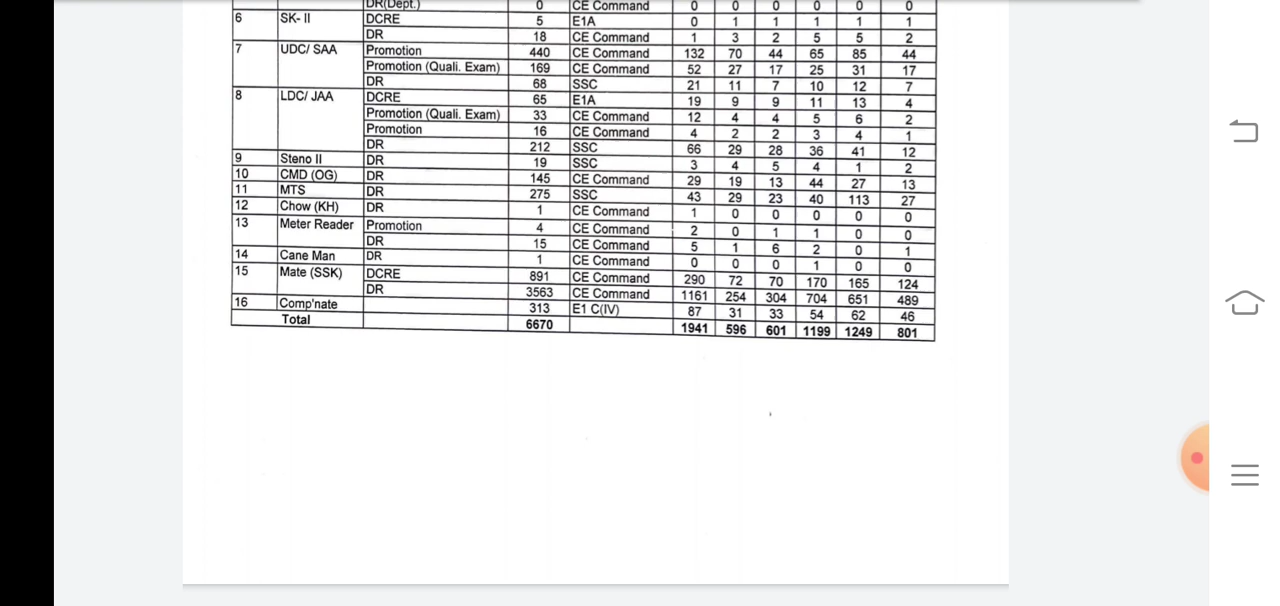 DR(Dept.) 0 CE Command 0 0 0 0 0 0
6 SK- II DCRE 5 E1A 0 1 1 1 1 1
DR 18 CE Command 1 3 2 5 5 2
7 UDC/ SAA Promotion 440 CE Command 132 70 44 65 85 44
Promotion (Quali. Exam) 169 CE Command 52 27 17 25 31 17
DR 68 SSC 21 11 7 10 12 7
8 LDC/ JAA DCRE 65 E1A 19 9 9 11 13 4
Promotion (Quali. Exam) 33 CE Command 12 4 4 5 6 2
Promotion 16 CE Command 4 2 2 3 4 1
DR 212 SSC 66 29 28 36 41 12
9 Steno II DR 19 SSC 3 4 5 4 1 2
10 CMD (OG) DR 145 CE Command 29 19 13 44 27 13
11 MTS DR 275 SSC 43 29 23 40 113 27
12 Chow (KH) DR 1 CE Command 1 0 0 0 0 0
13 Meter Reader Promotion 4 CE Command 2 0 1 1 0 0
DR 15 CE Command 5 1 6 2 0 1
14 Cane Man DR 1 CE Command 0 0 0 1 0 0
15 Mate (SSK) DCRE 891 CE Command 290 72 70 170 165 124
DR 3563 CE Command 1161 254 304 704 651 489
16 Comp'nate 313 E1 C(IV) 87 31 33 54 62 46
Total 6670 1941 596 601 1199 1249 801